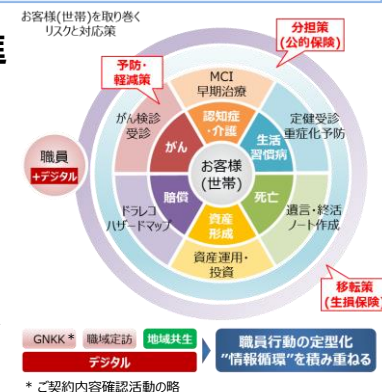 お客様(世帯)を取り巻く
リスクと対応策
分担策
(公的保険)
予防・
軽減策
MCI
早期治療
がん検診
受診
認知症
・介護
定健受診
重症化予防
がん
生活
習慣病
職員
+デジタル
お客様
(世帯)
賠償
死亡
ドラレコ
ハザードマップ
資産
形成
遺言・終活
ノート作成
資産運用・
投資
移転策
(生損保険)
GNKK*
職域定訪
地域共生
デジタル
職員行動の定型化
"情報循環"を積み重ねる
* ご契約内容確認活動の略